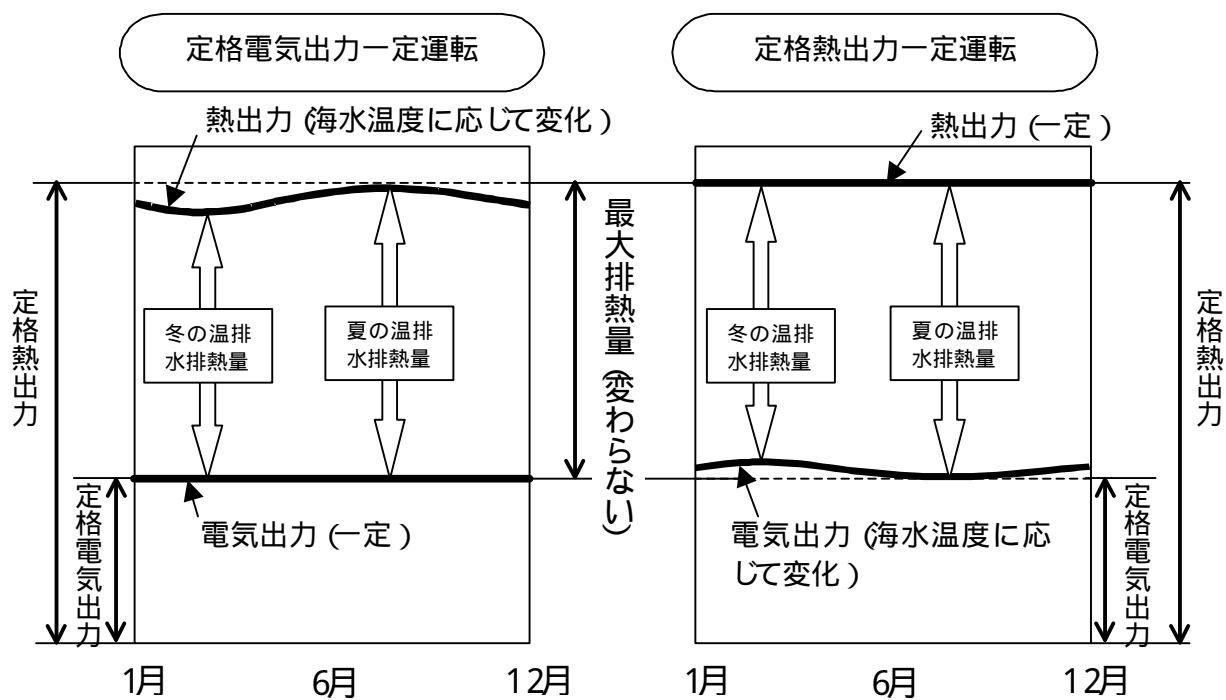 定格電気出力一定運転
熱出力(海水温度に応じて変化)
定格熱出力
冬の温排
水排熱量
夏の温排
水排熱量
最大排熱量(変わらない)
定格電気出力
電気出力(一定)
1月
6月
12月
定格熱出力一定運転
熱出力(一定)
冬の温排
水排熱量
夏の温排
水排熱量
定格熱出力
電気出力(海水温度に応
じて変化)
定格電気出力
1月
6月
12月